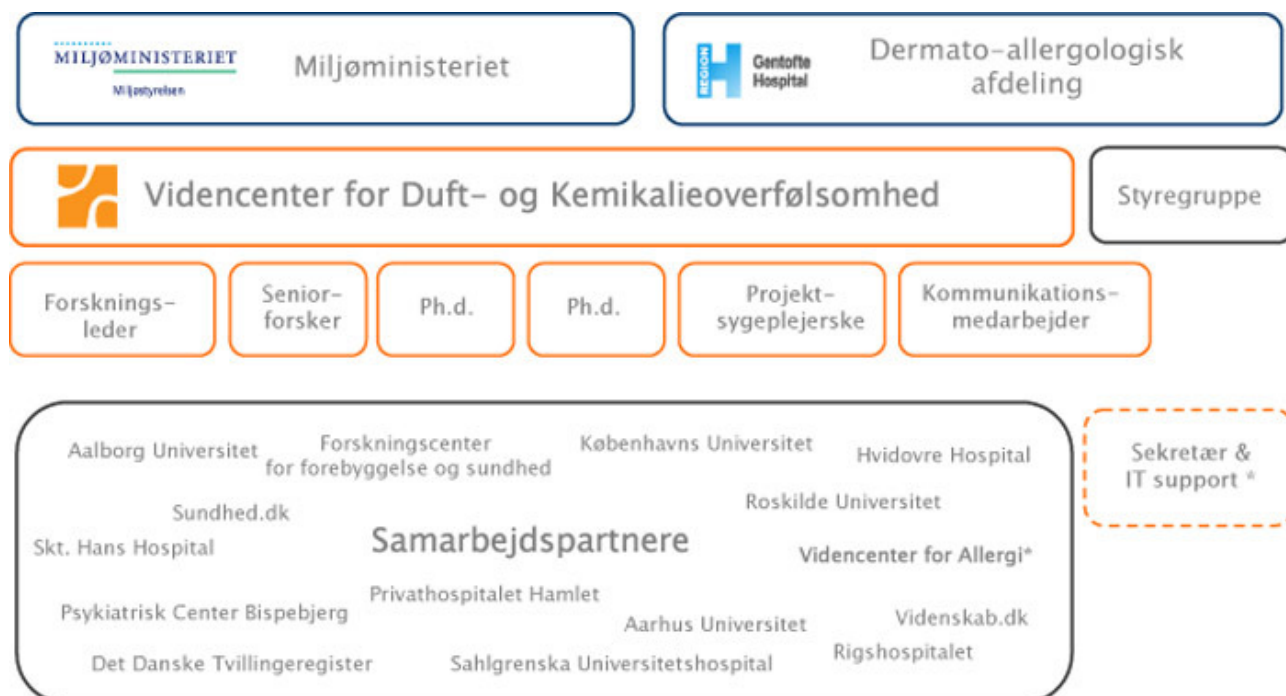 MILJØMINISTERIET
Miljøstyrelsen
Miljøministeriet
REGION
H
Gentofte
Hospital
Dermato-allergologisk
afdeling
Videncenter for Duft- og Kemikalieoverfølsomhed
Styregruppe
Forsknings-
leder
Senior-
forsker
Ph.d.
Ph.d.
Projekt-
sygeplejerske
Kommunikations-
medarbejder
Aalborg Universitet
Forskningscenter
for forebyggelse og sundhed
Københavns Universitet
Hvidovre Hospital
Sekretær &
IT support *
Sundhed.dk
Roskilde Universitet
Skt. Hans Hospital
Samarbejdspartnere
Videncenter for Allergi*
Privathospitalet Hamlet
Psykiatrisk Center Bispebjerg
Aarhus Universitet
Videnskab.dk
Det Danske Tvillingeregister
Sahlgrenska Universitetshospital
Rigshospitalet